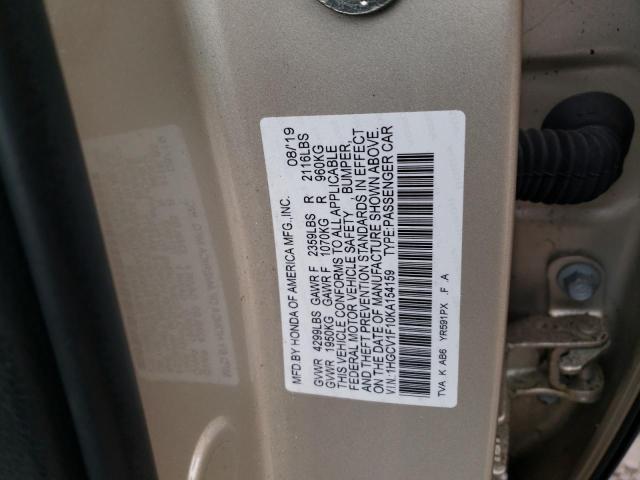 MFD.BY HONDA OF AMERICA MFG.,INC. 08/'19
GVWR 4299LBS GAWR F 2359LBS R 2116LBS
GVWR 1950KG GAWR F 1070KG R 960KG
THIS VEHICLE CONFORMS TO ALL APPLICABLE
FEDERAL MOTOR VEHICLE SAFETY , BUMPER,
AND THEFT PREVENTION STANDARDS IN EFFECT
ON THE DATE OF MANUFACTURE SHOWN ABOVE.
V.I.N.:1HGCV1F10KA154159 TYPE:PASSENGER CAR
TVA K AB6 YR591PX .F .A